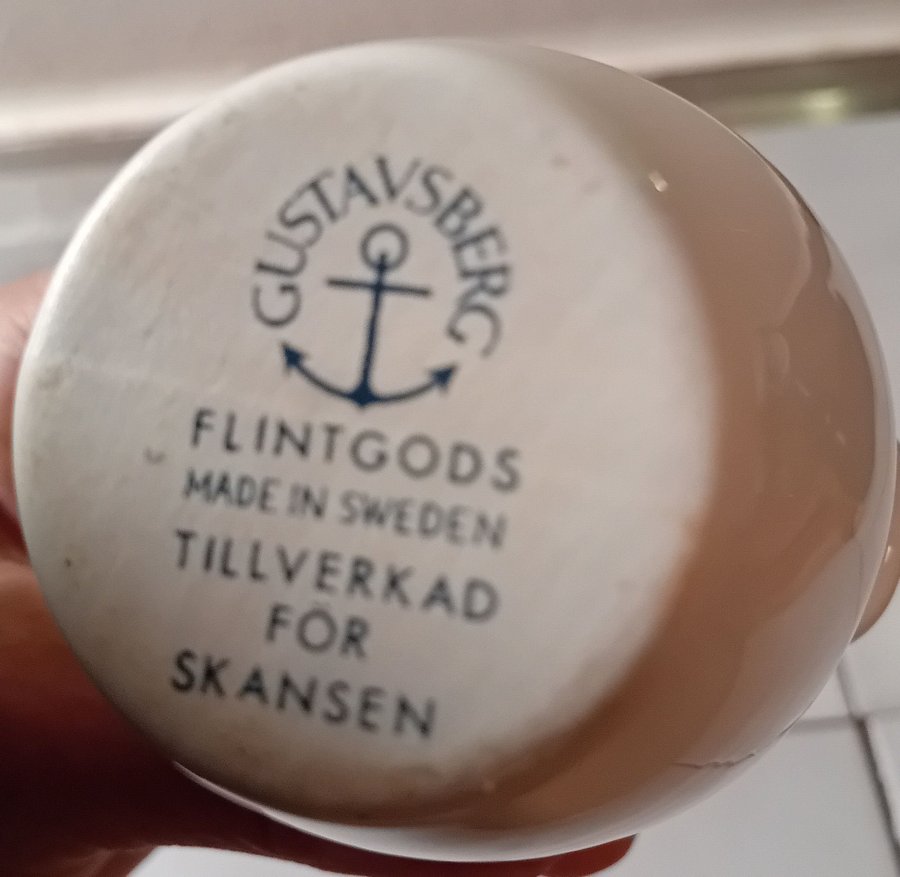 GUSTAVSBERG
FLINTGODS
MADE IN SWEDEN
TILLVERKAD
FÖR
SKANSEN